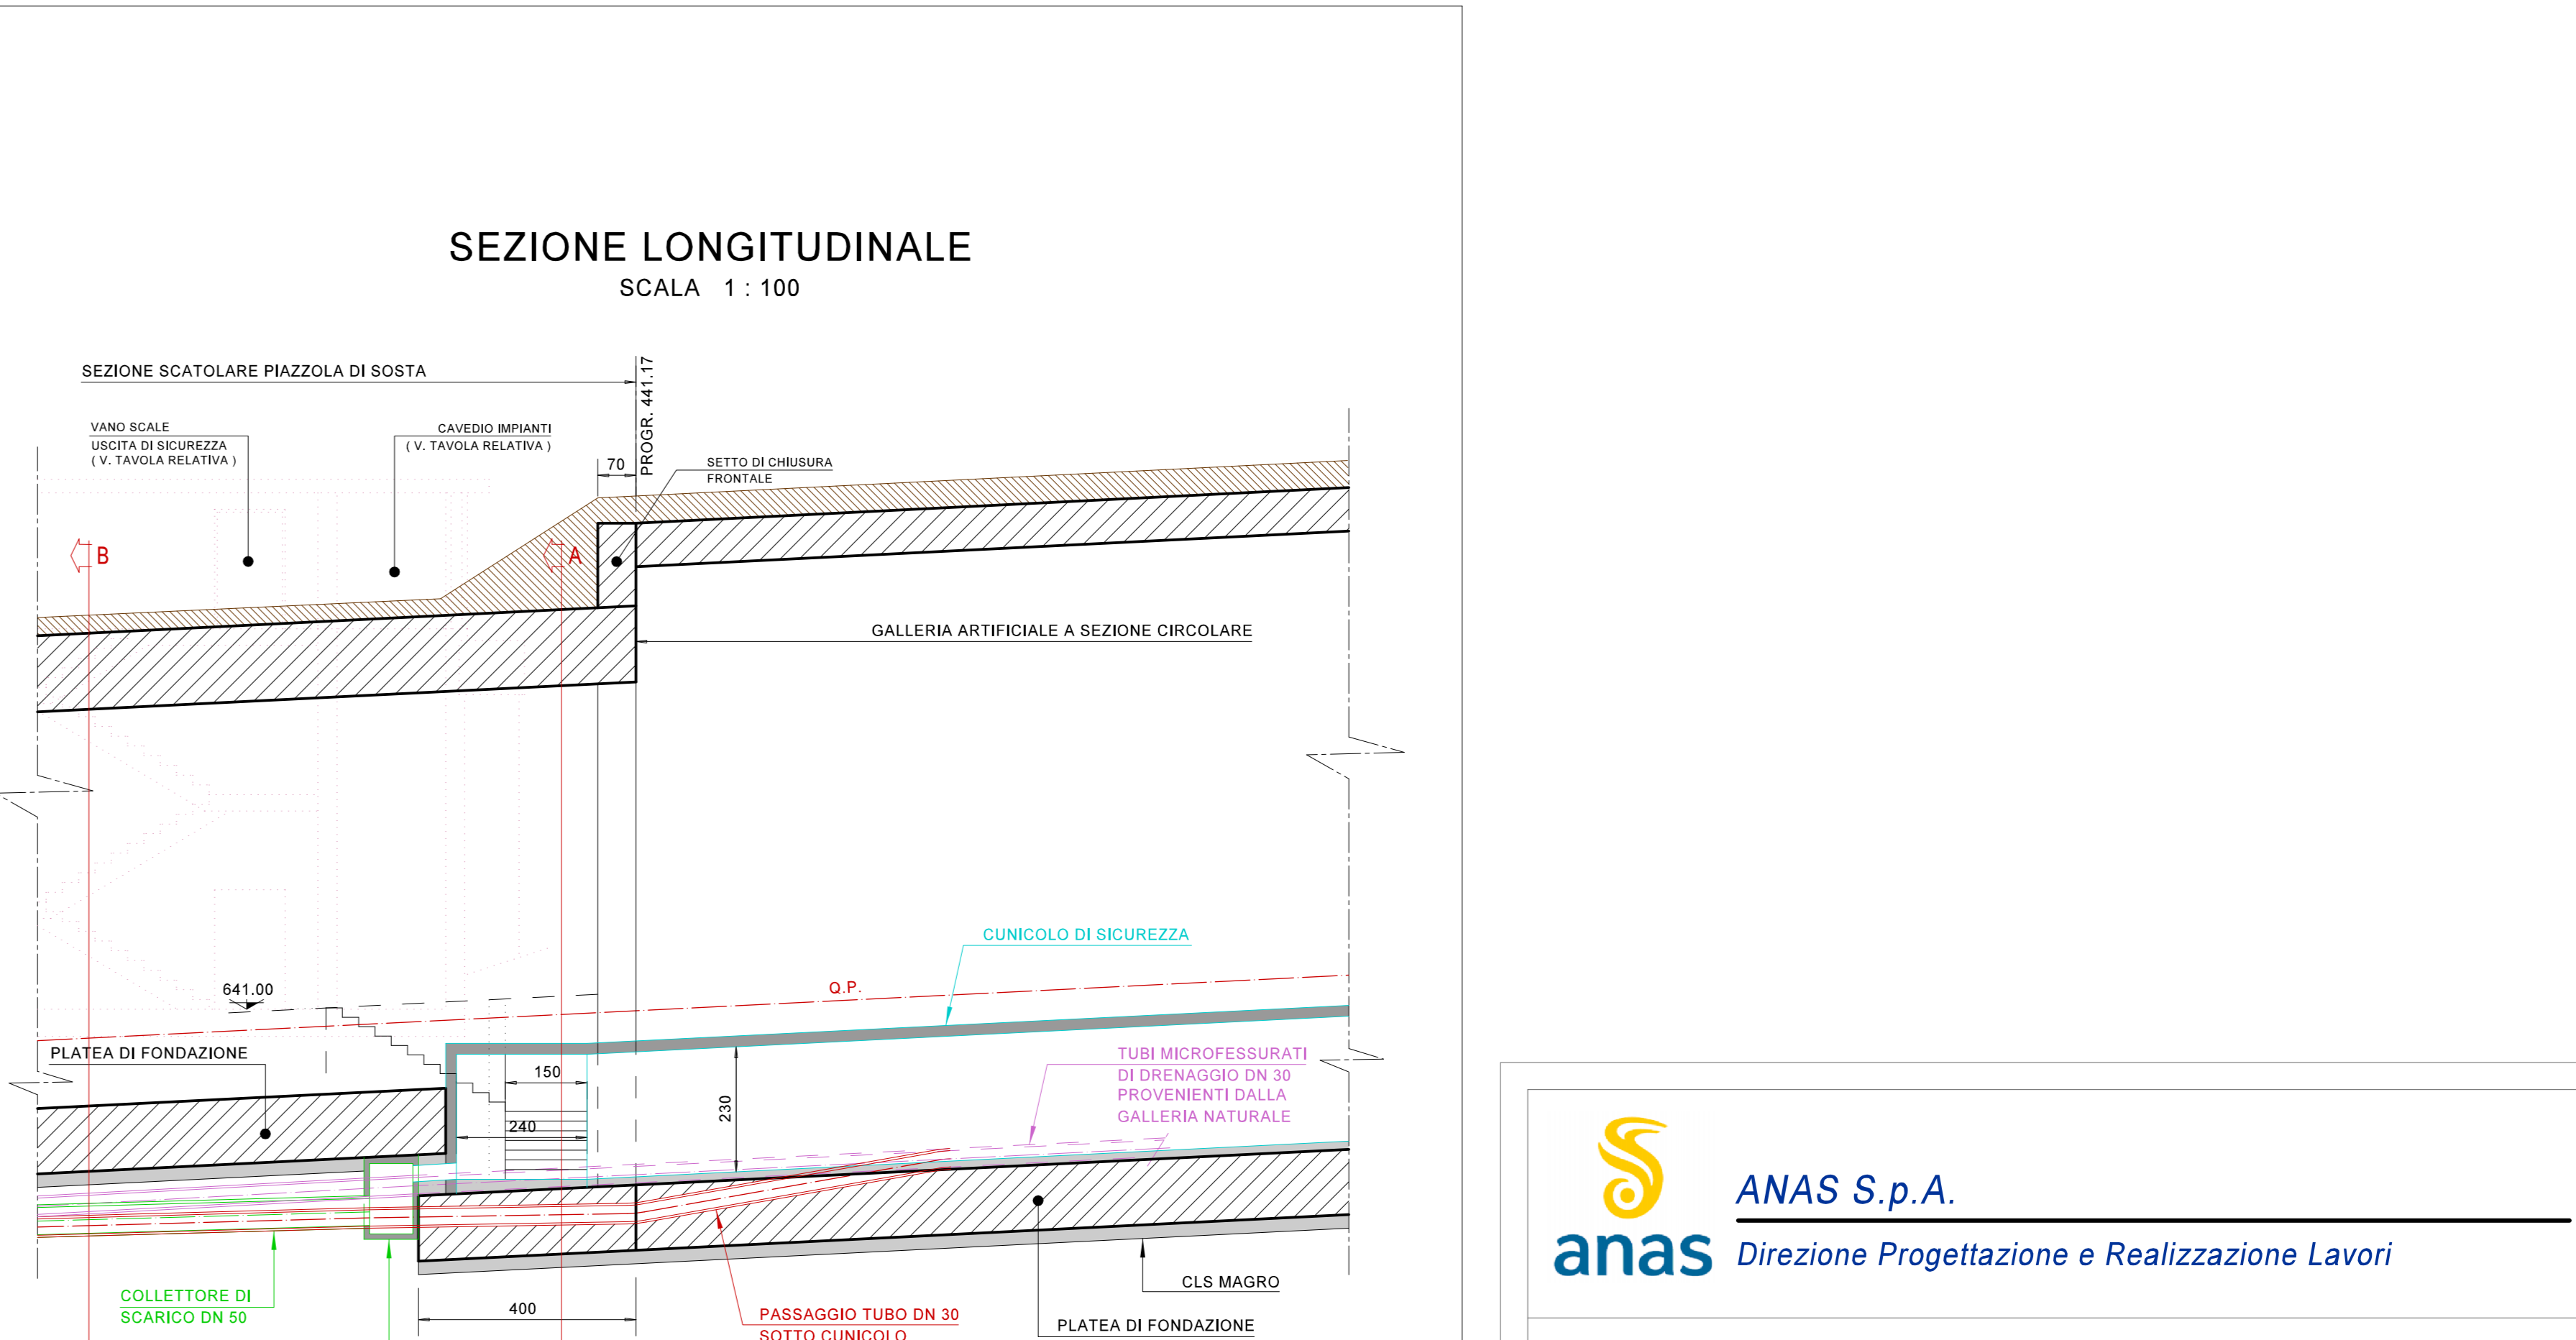 SEZIONE LONGITUDINALE
SCALA 1 : 100
SEZIONE SCATOLARE PIAZZOLA DI SOSTA
PROGR. 441.17
VANO SCALE
USCITA DI SICUREZZA
( V. TAVOLA RELATIVA )
CAVEDIO IMPIANTI
( V. TAVOLA RELATIVA )
70
SETTO DI CHIUSURA
FRONTALE
B
A
GALLERIA ARTIFICIALE A SEZIONE CIRCOLARE
CUNICOLO DI SICUREZZA
Q.P.
641.00
PLATEA DI FONDAZIONE
150
240
230
TUBI MICROFESSURATI
DI DRENAGGIO DN 30
PROVENIENTI DALLA
GALLERIA NATURALE
COLLETTORE DI
SCARICO DN 50
400
PASSAGGIO TUBO DN 30
SOTTO CUNICOLO
CLS MAGRO
PLATEA DI FONDAZIONE
anas
ANAS S.p.A.
Direzione Progettazione e Realizzazione Lavori